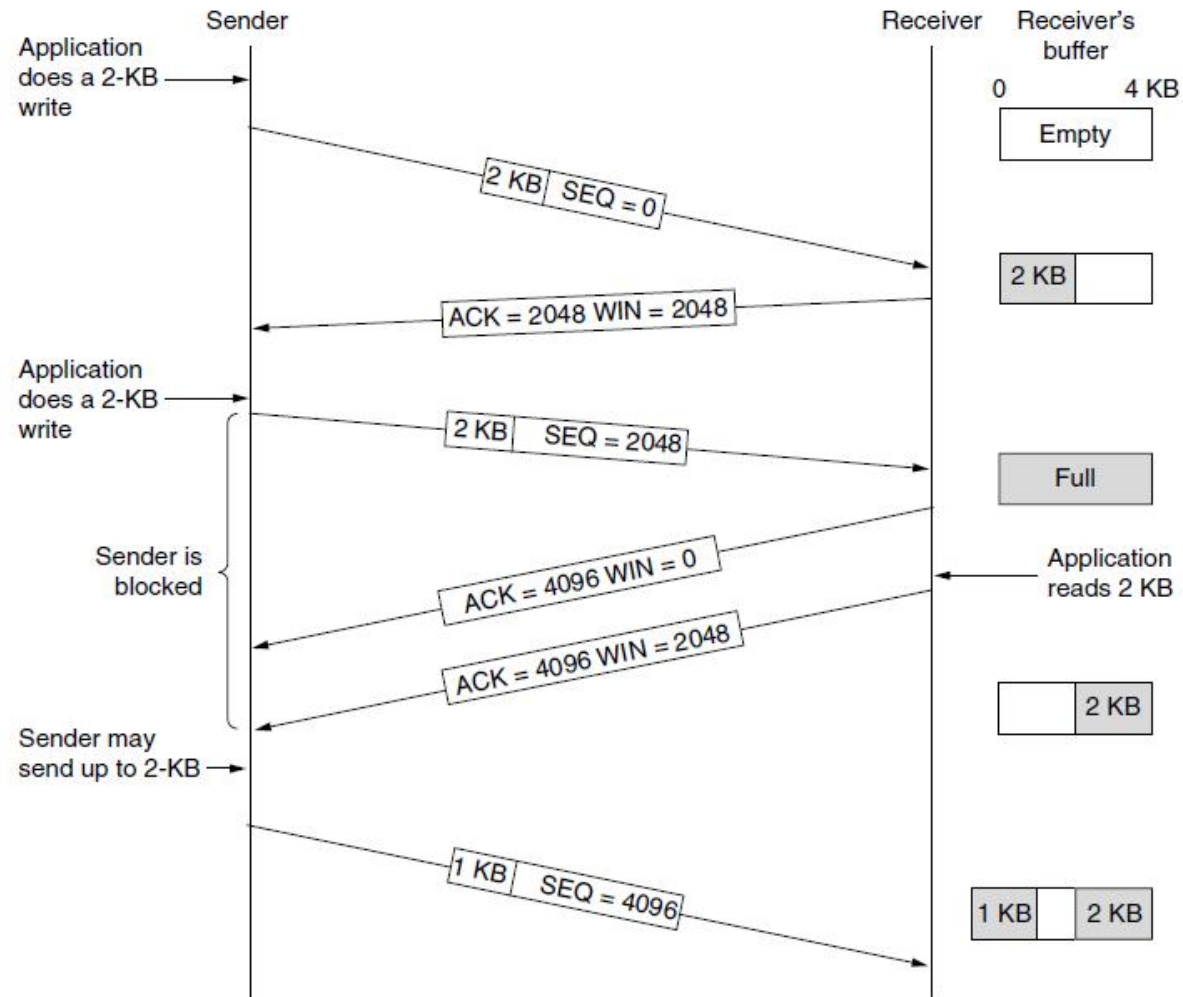 Sender
Receiver
Receiver's
buffer
Application
does a 2-KB
write
0
4 KB
Empty
2 KB SEQ = 0
2 KB
ACK = 2048 WIN = 2048
Application
does a 2-KB
write
2 KB SEQ = 2048
Full
Sender is
blocked
ACK = 4096 WIN = 0
Application
reads 2 KB
ACK = 4096 WIN = 2048
2 KB
Sender may
send up to 2-KB
1 KB SEQ = 4096
1 KB
2 KB